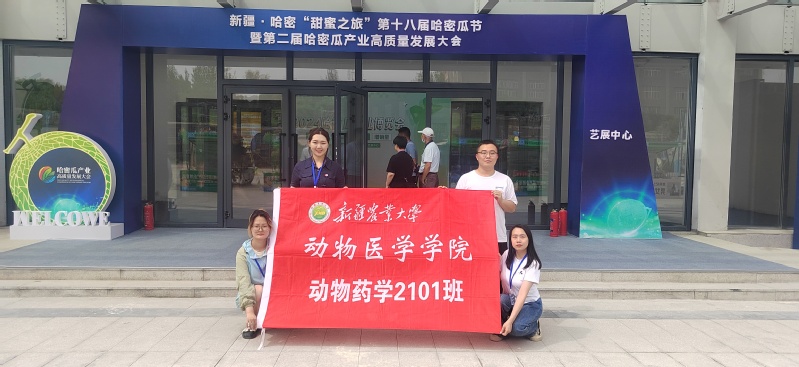 新疆·哈密“甜蜜之旅”第十八届哈密瓜节
暨第二届哈密瓜产业高质量发展大会
艺展中心
哈密瓜产业
高质量发展大会
WELCOME
新疆农业大学
动物医学学院
动物药学2101班